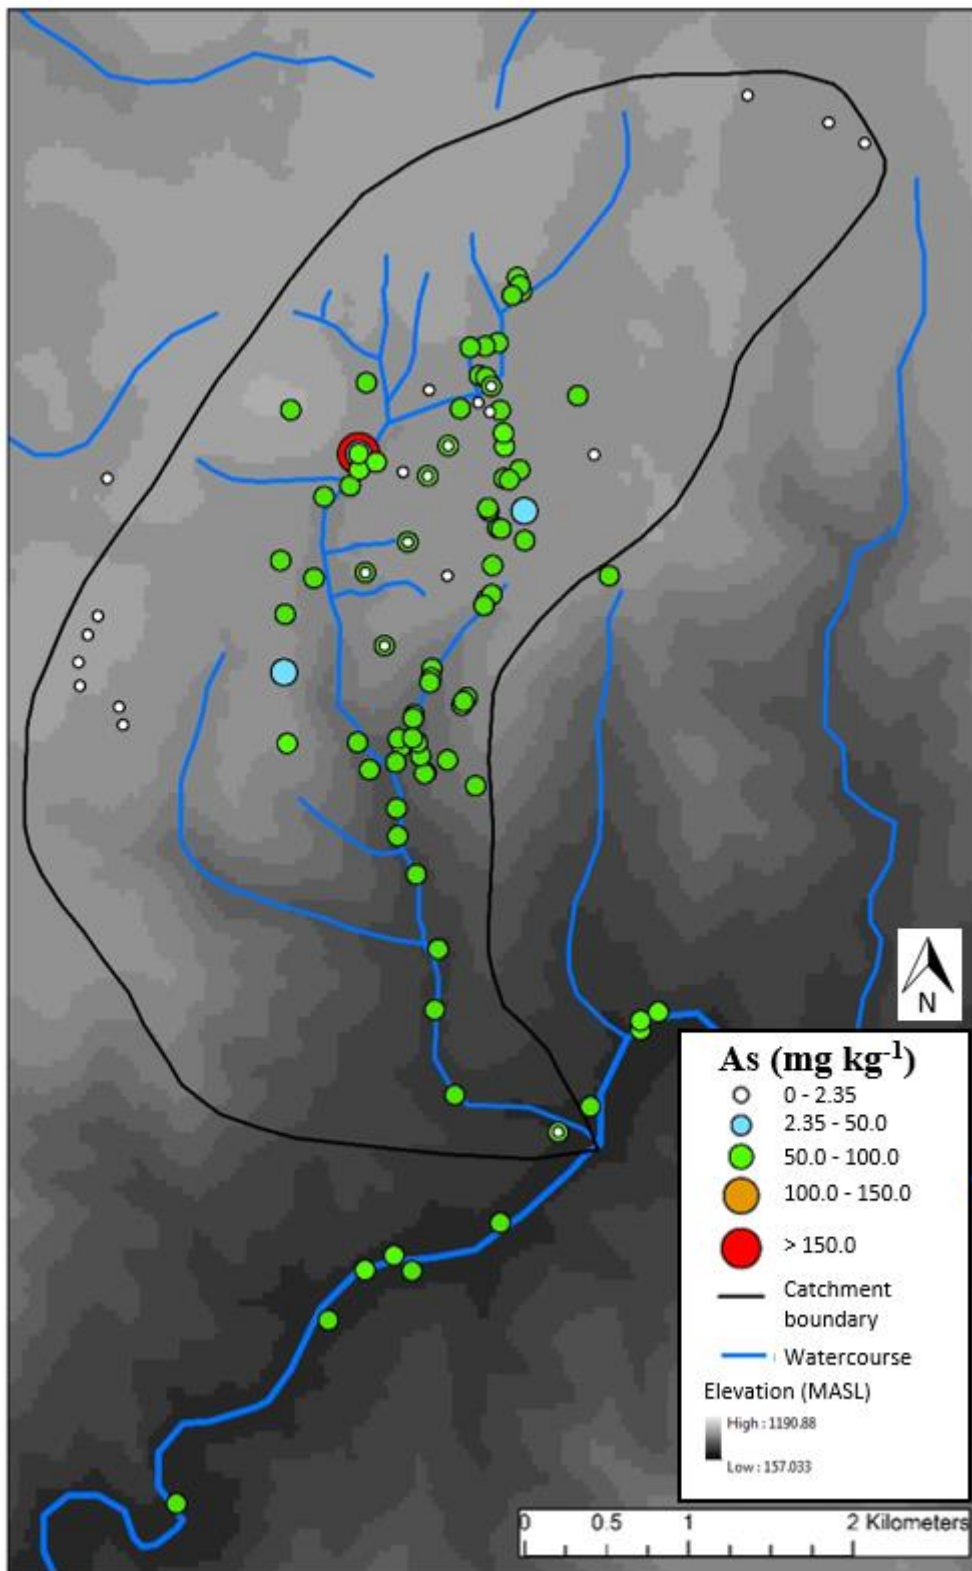 N
As (mg kg⁻¹)
0 - 2.35
2.35 - 50.0
50.0 - 100.0
100.0 - 150.0
> 150.0
Catchment
boundary
Watercourse
Elevation (MASL)
High : 1190.88
Low : 157.033
0 0.5 1 2 Kilometers